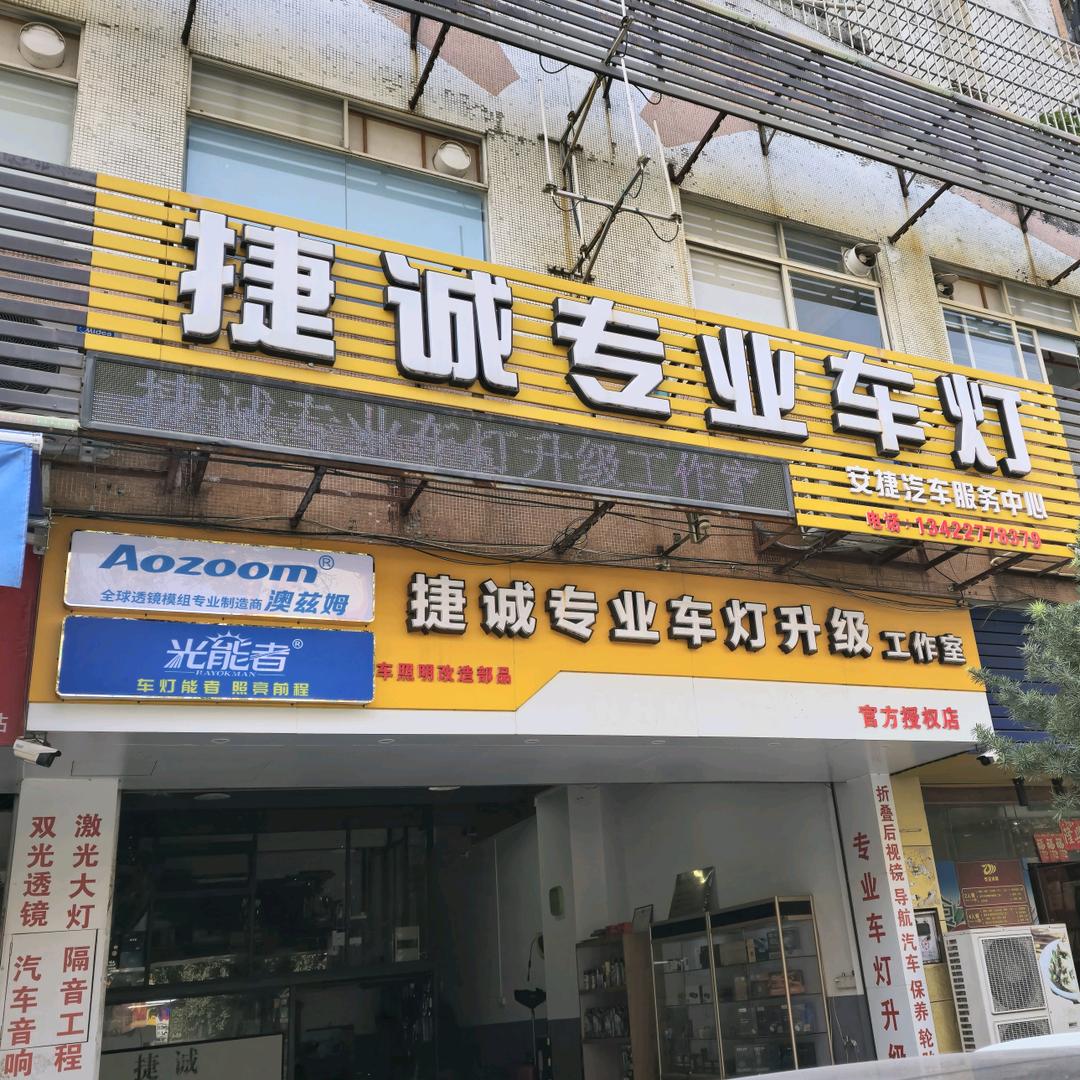 捷诚专业车灯
Midea
捷诚专业车灯升级工作室
安捷汽车服务中心
电话:13422778379
Aozoom®
全球透镜模组专业制造商 澳兹姆
捷诚专业车灯升级工作室
光能者®
RAYOKMAN
车灯能者 照亮前程
车照明改造部品
官方授权店
激光大灯
双光透镜
隔音工程
汽车音响
专业车灯升级
折叠后视镜 导航 汽车保养 轮胎
捷诚